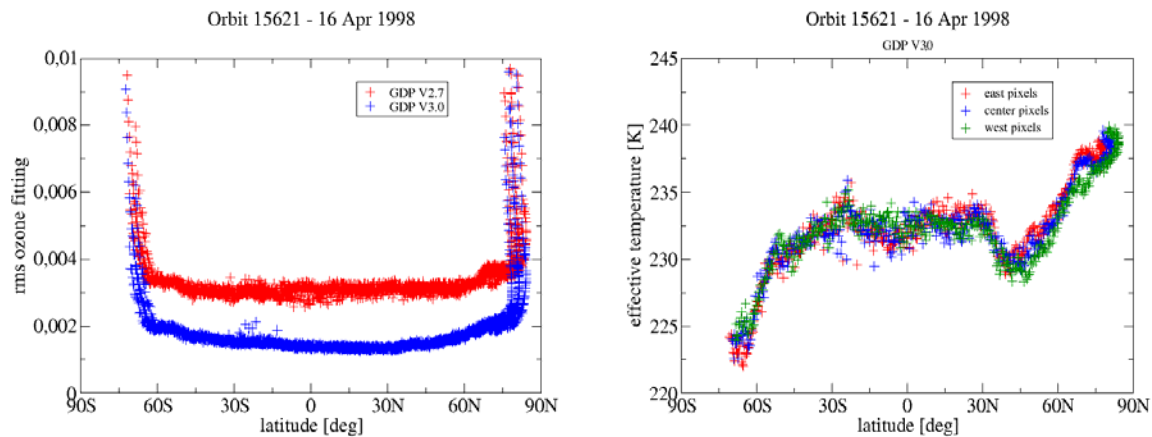 Orbit 15621 - 16 Apr 1998
0,01
0,008
0,006
0,004
0,002
0
rms ozone fitting
GDP V2.7
GDP V3.0
90S 60S 30S 0 30N 60N 90N
latitude [deg]
Orbit 15621 - 16 Apr 1998
GDP V3.0
245
240
235
230
225
220
effective temperature [K]
east pixels
center pixels
west pixels
90S 60S 30S 0 30N 60N 90N
latitude [deg]